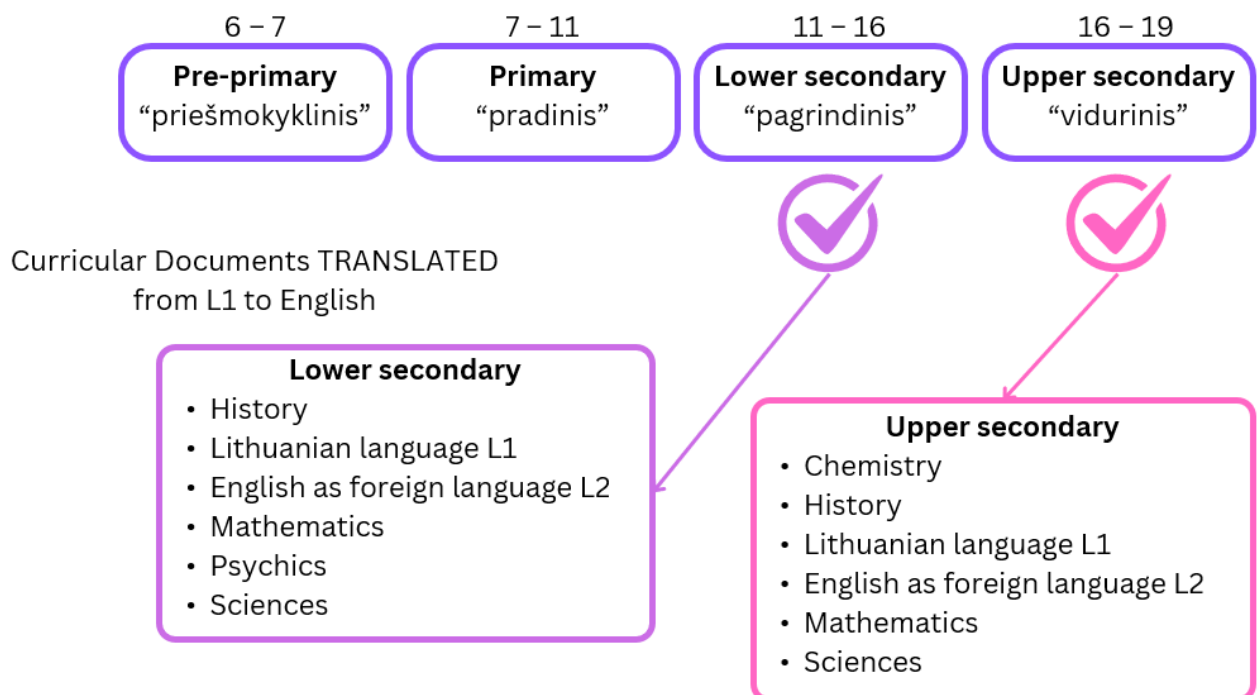 6 – 7
7 – 11
11 – 16
16 – 19
Pre-primary
“priešmokyklinis”
Primary
“pradinis”
Lower secondary
“pagrindinis”
Upper secondary
“vidurinis”
Curricular Documents TRANSLATED
from L1 to English
Lower secondary
• History
• Lithuanian language L1
• English as foreign language L2
• Mathematics
• Psychics
• Sciences
Upper secondary
• Chemistry
• History
• Lithuanian language L1
• English as foreign language L2
• Mathematics
• Sciences